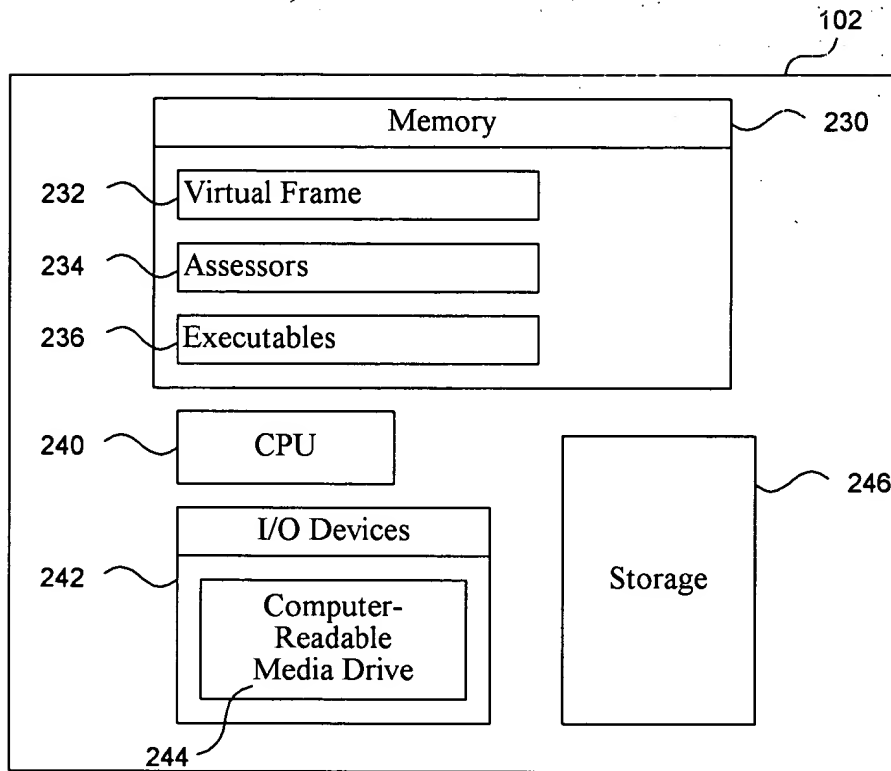 102
Memory
230
232
Virtual Frame
234
Assessors
236
Executables
240
CPU
246
I/O Devices
242
Storage
Computer-
Readable
Media Drive
244